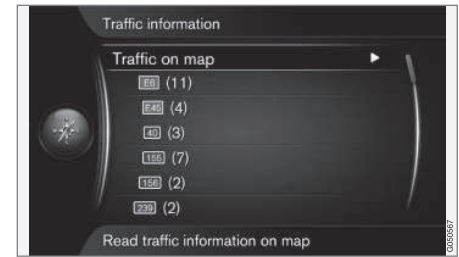 Traffic information
Traffic on map
E6 (11)
E45 (4)
40 (3)
155 (7)
156 (2)
239 (2)
Read traffic information on map
G050567